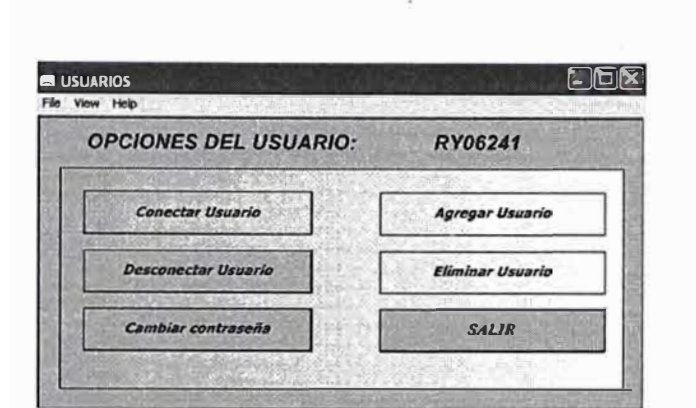 USUARIOS
File View Help
OPCIONES DEL USUARIO: RY06241
Conectar Usuario Agregar Usuario
Desconectar Usuario Eliminar Usuario
Cambiar contraseña SALIR